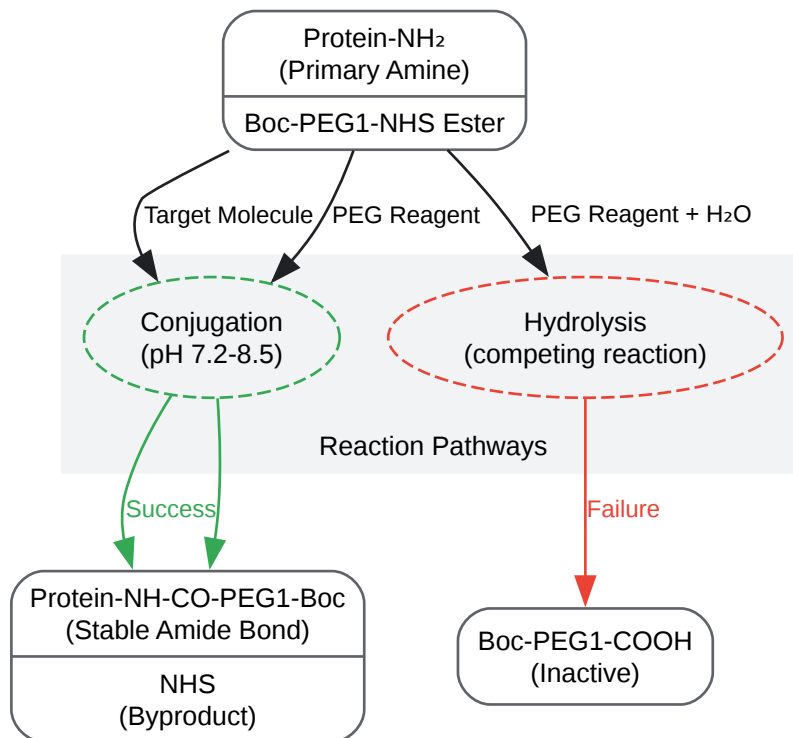 Protein-NH₂
(Primary Amine)
Boc-PEG1-NHS Ester
Target Molecule
PEG Reagent
PEG Reagent + H₂O
Conjugation
(pH 7.2-8.5)
Hydrolysis
(competing reaction)
Reaction Pathways
Success
Failure
Protein-NH-CO-PEG1-Boc
(Stable Amide Bond)
NHS
(Byproduct)
Boc-PEG1-COOH
(Inactive)